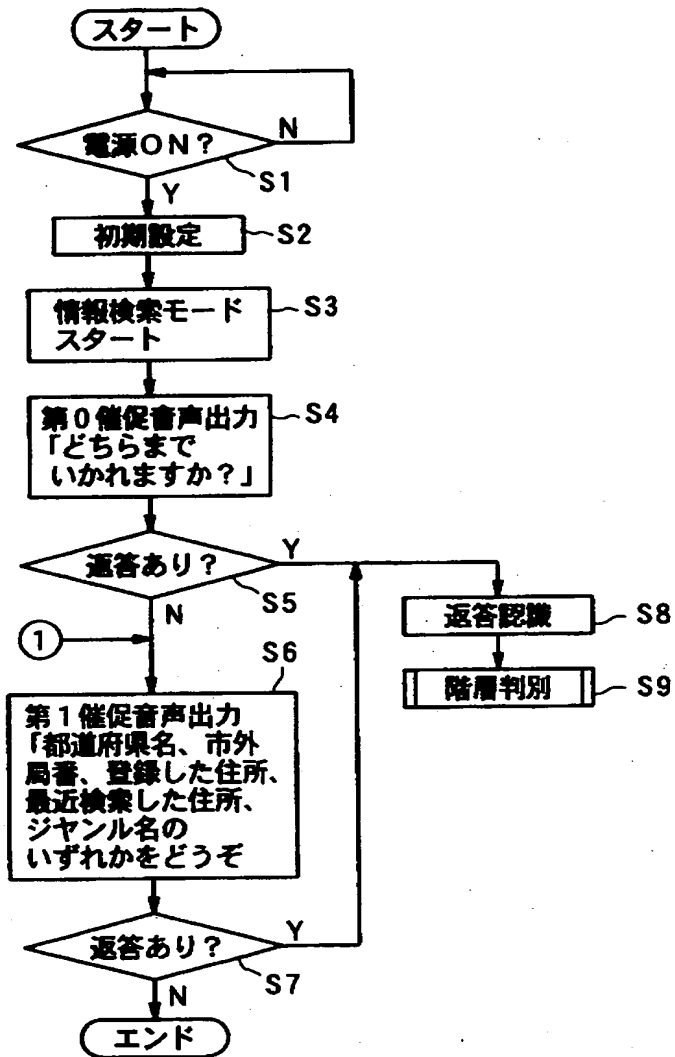 スタート
電源ON？
N
S1
Y
初期設定
S2
情報検索モード
スタート
S3
第0催促音声出力
「どちらまで
いかれますか？」
S4
返答あり？
Y
S5
N
返答認識
S8
①
階層判別
S9
S6
第1催促音声出力
「都道府県名、市外
局番、登録した住所、
最近検索した住所、
ジヤンル名の
いずれかをどうぞ
返答あり？
Y
S7
N
エンド